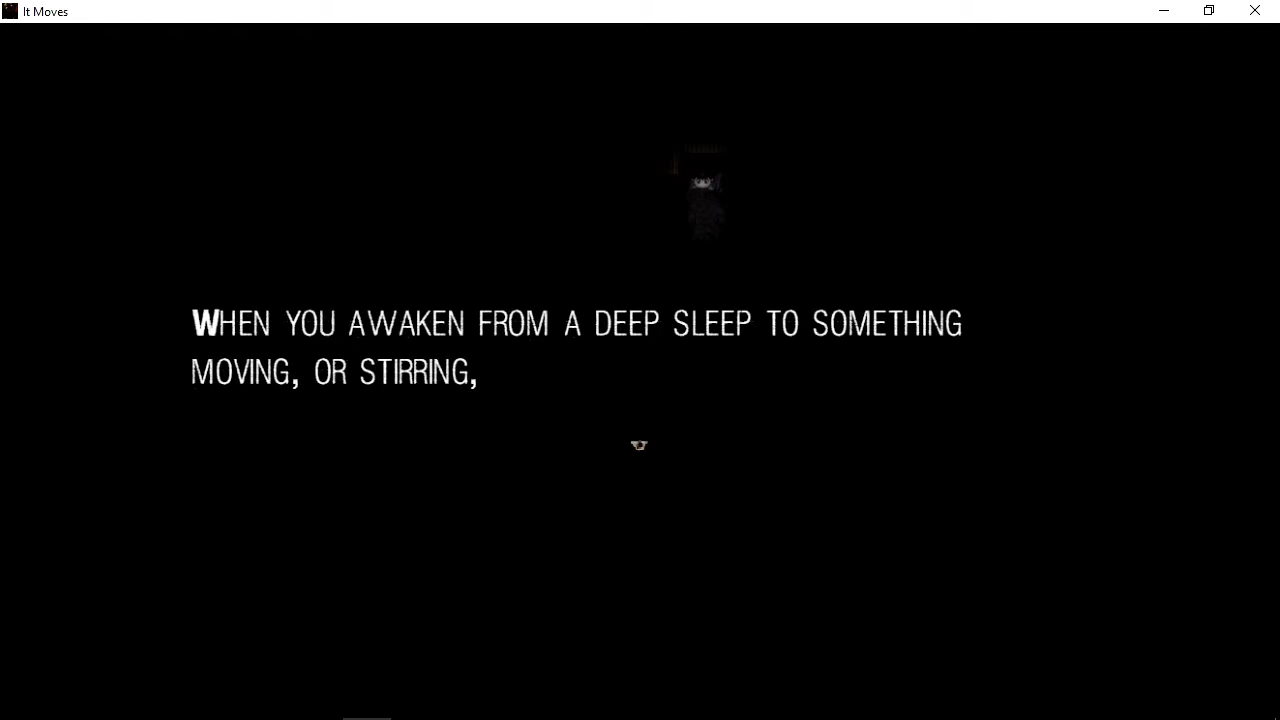 It Moves
WHEN YOU AWAKEN FROM A DEEP SLEEP TO SOMETHING
MOVING, OR STIRRING,